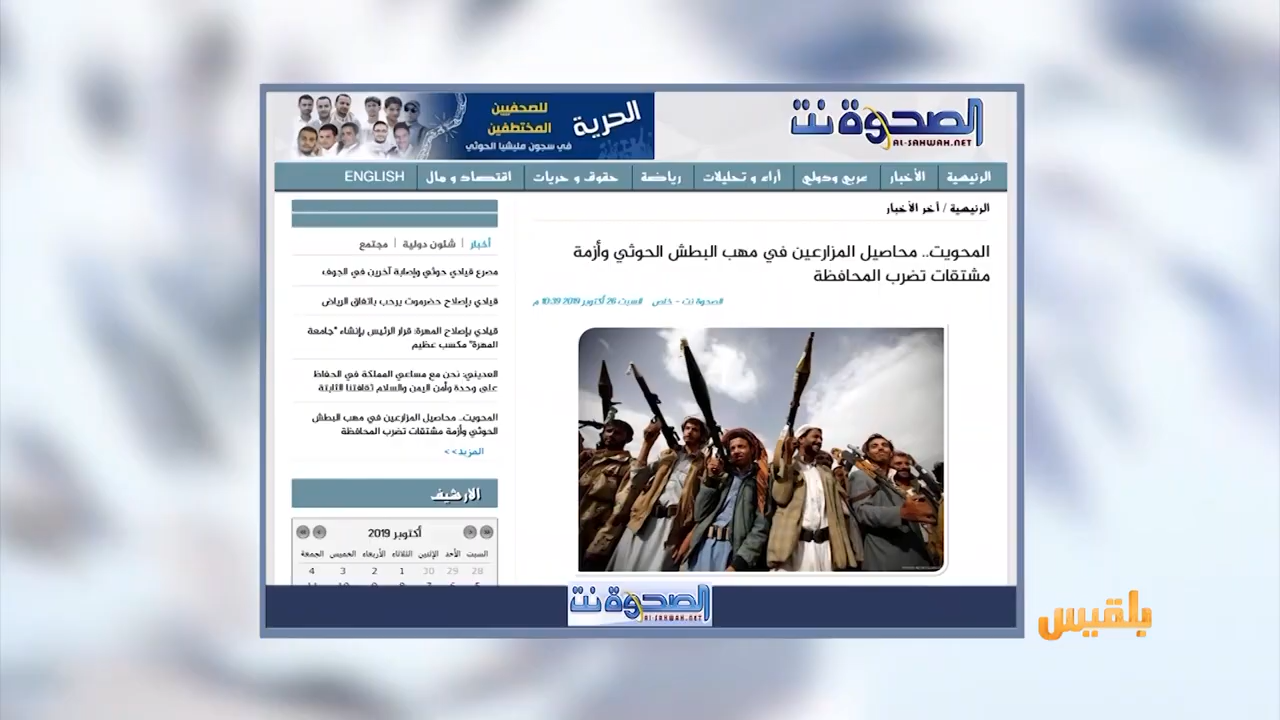 الحرية
للصحفيين
المختطفين
في سجون مليشيا الحوثي
الصحوة نت
AL-SAHWAH.NET
الرئيسية
الأخبار
عربي ودولي
آراء و تحليلات
رياضة
حقوق و حريات
اقتصاد و مال
ENGLISH
الرئيسية / آخر الأخبار
المحويت.. محاصيل المزارعين في مهب البطش الحوثي وأزمة
مشتقات تضرب المحافظة
الصحوة نت - خاص السبت 26 أكتوبر 2019 10:39 م
أخبار | شئون دولية | مجتمع
مصرع قيادي حوثي وإصابة آخرين في الجوف
قيادي بإصلاح حضرموت يرحب باتفاق الرياض
قيادي بإصلاح المهرة: قرار الرئيس بإنشاء "جامعة
المهرة" مكسب عظيم
العديني: نحن مع مساعي المملكة في الحفاظ
على وحدة وأمن اليمن والسلام ثقافتنا الثابتة
المحويت.. محاصيل المزارعين في مهب البطش
الحوثي وأزمة مشتقات تضرب المحافظة
المزيد>>
الارشيف
أكتوبر 2019
السبت الأحد الإثنين الثلاثاء الأربعاء الخميس الجمعة
28 29 30 1 2 3 4
الصحوة نت
AL-SAHWAH.NET
بلقيس